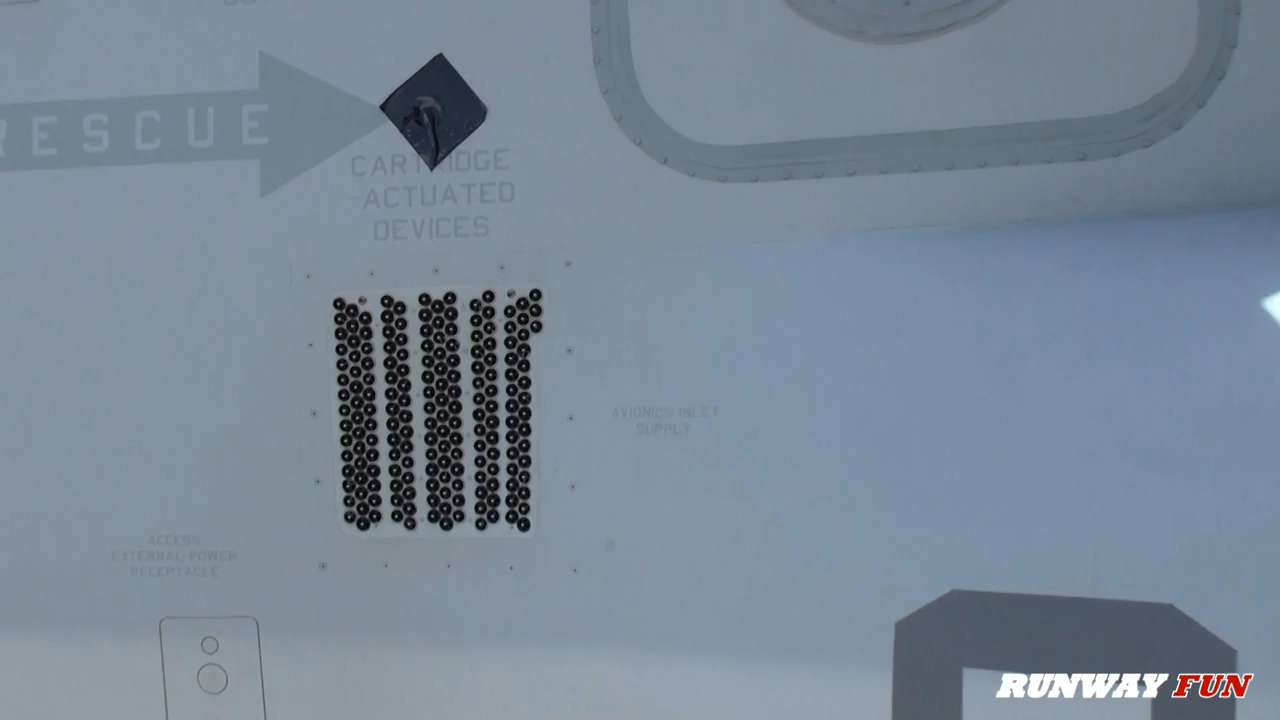 RESCUE
CARTRIDGE
-ACTUATED
DEVICES
AVIONICS INLET
SUPPLY
ACCESS
EXTERNAL POWER
RECEPTACLE
RUNWAY FUN